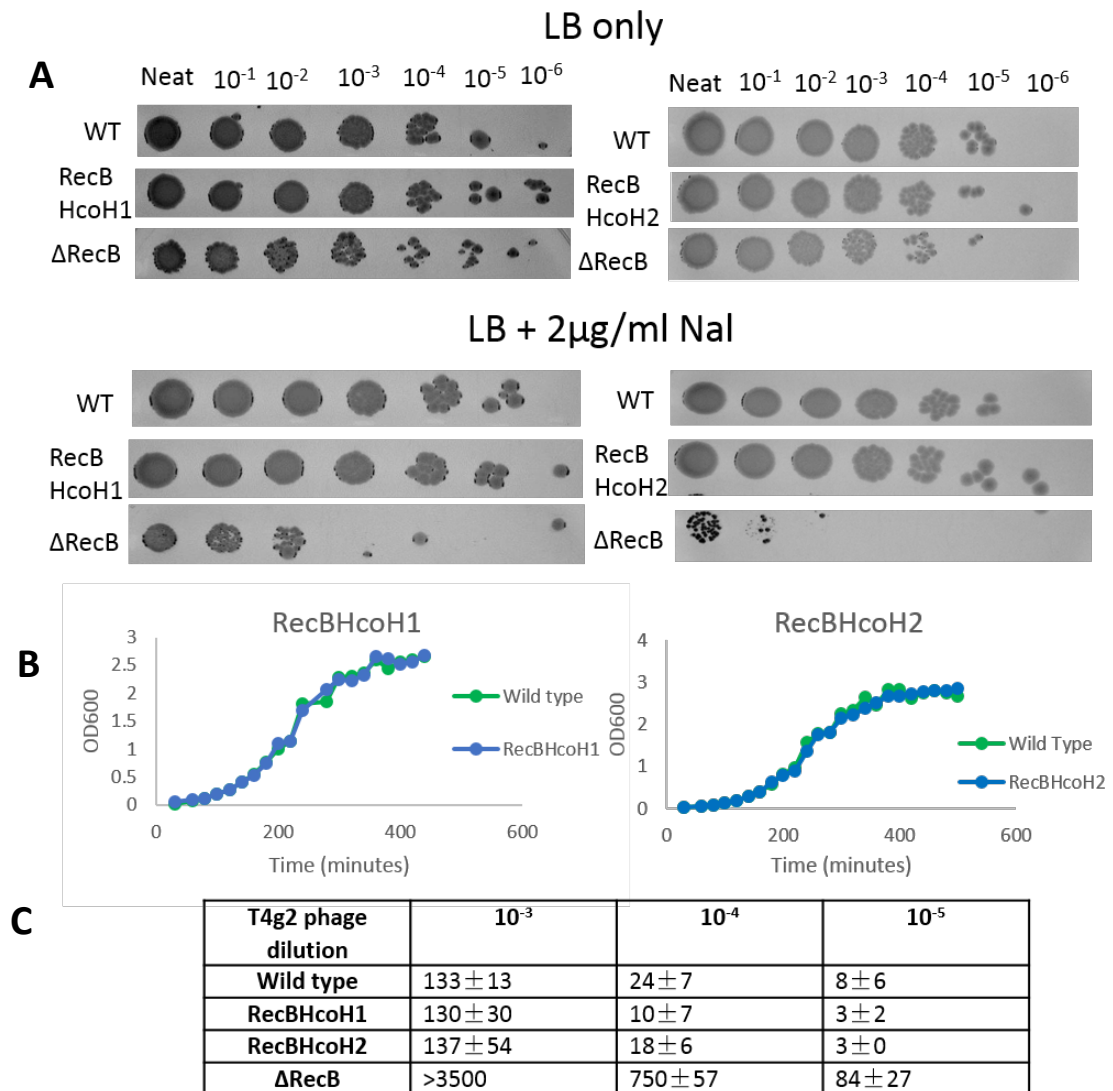 LB only
A
Neat 10⁻¹ 10⁻² 10⁻³ 10⁻⁴ 10⁻⁵ 10⁻⁶
WT
RecB
HcoH1
ΔRecB
Neat 10⁻¹ 10⁻² 10⁻³ 10⁻⁴ 10⁻⁵ 10⁻⁶
WT
RecB
HcoH2
ΔRecB
LB + 2µg/ml Nal
WT
RecB
HcoH1
ΔRecB
WT
RecB
HcoH2
ΔRecB
B
RecBHcoH1
3
2.5
2
1.5
1
0.5
0
OD600
0 200 400 600
Time (minutes)
Wild type
RecBHcoH1
RecBHcoH2
4
3
2
1
0
OD600
0 200 400 600
Time (minutes)
Wild Type
RecBHcoH2
C
T4g2 phage 10⁻³ 10⁻⁴ 10⁻⁵
dilution
Wild type 133±13 24±7 8±6
RecBHcoH1 130±30 10±7 3±2
RecBHcoH2 137±54 18±6 3±0
ΔRecB >3500 750±57 84±27